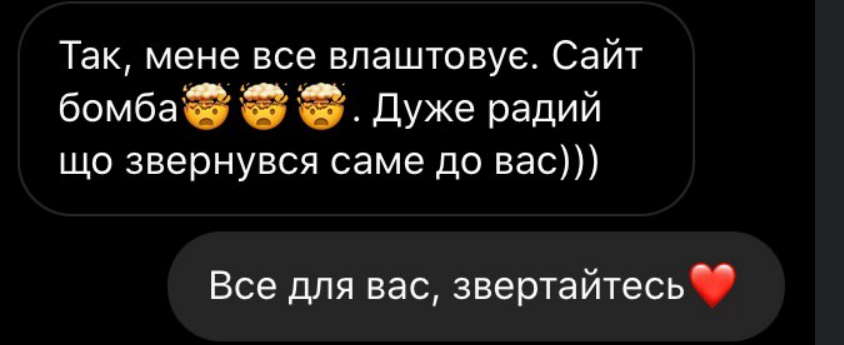 Так, мене все влаштовує. Сайт
бомба🤯🤯🤯. Дуже радий
що звернувся саме до вас)))
Все для вас, звертайтесь❤️